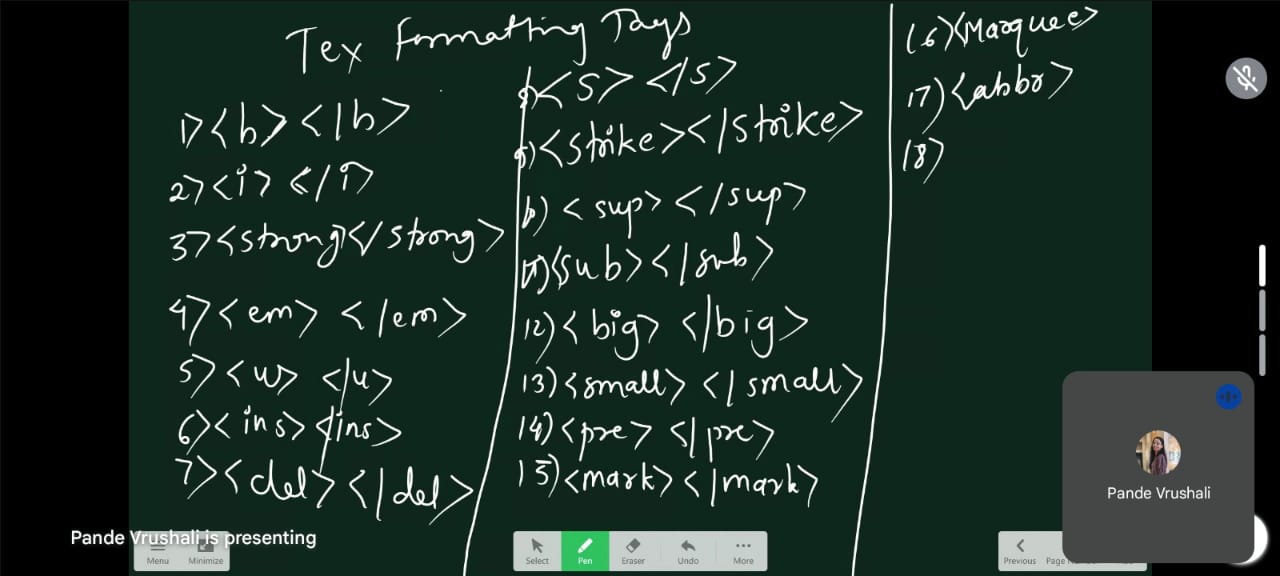 Tex Formatting Tags
1) <b> </b>
2) <i> </i>
3) <strong> </strong>
4) <em> </em>
5) <u> </u>
6) <ins> </ins>
7) <del> </del>
8) <s> </s>
9) <strike> </strike>
10) <sup> </sup>
11) <sub> </sub>
12) <big> </big>
13) <small> </small>
14) <pre> </pre>
15) <mark> </mark>
16) <Marquee>
17) <abbr>
18)
Pande Vrushali
Pande Vrushali is presenting
Menu Minimize
Select Pen Eraser Undo More
Previous